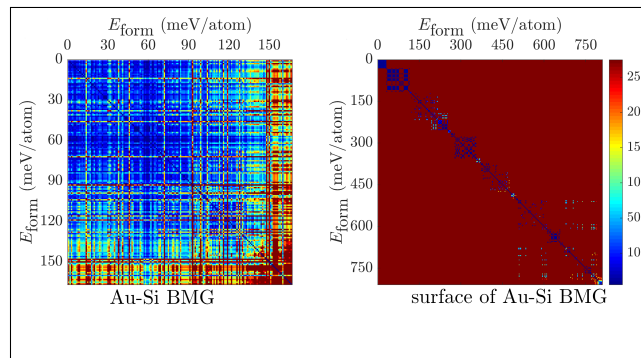 E_form (meV/atom)
E_form (meV/atom)
0 30 60 90 120 150
0 150 300 450 600 750
0
30
60
90
120
150
E_form (meV/atom)
0
150
300
450
600
750
E_form (meV/atom)
25
20
15
10
Au-Si BMG
surface of Au-Si BMG